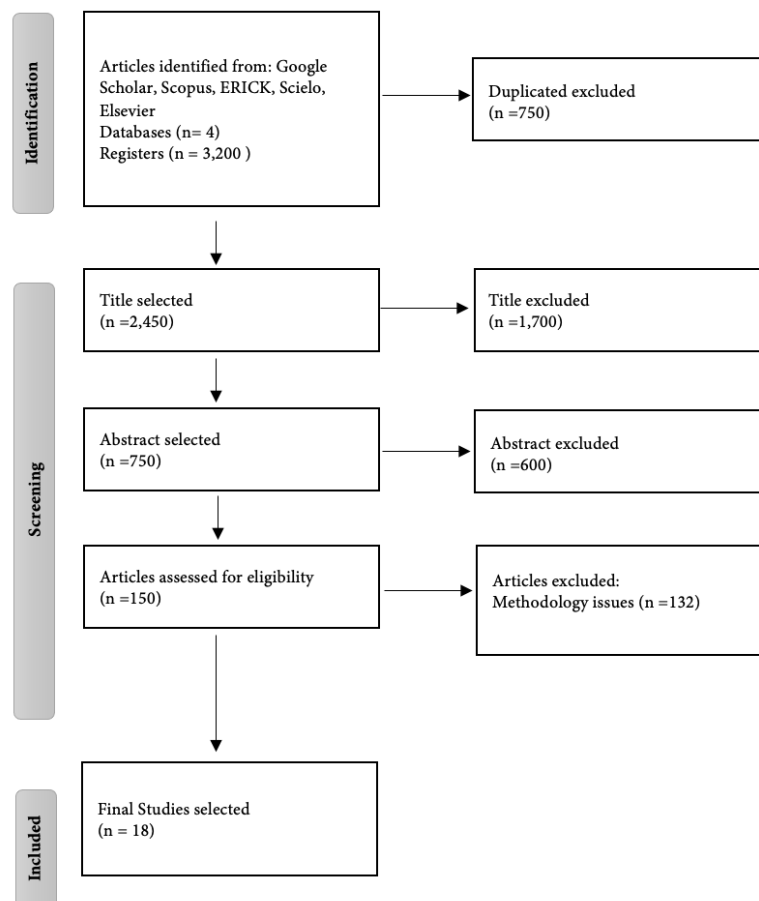 Identification
Articles identified from: Google
Scholar, Scopus, ERICK, Scielo,
Elsevier
Databases (n= 4)
Registers (n = 3,200 )
Duplicated excluded
(n =750)
Screening
Title selected
(n =2,450)
Title excluded
(n =1,700)
Abstract selected
(n =750)
Abstract excluded
(n =600)
Articles assessed for eligibility
(n =150)
Articles excluded:
Methodology issues (n =132)
Included
Final Studies selected
(n = 18)